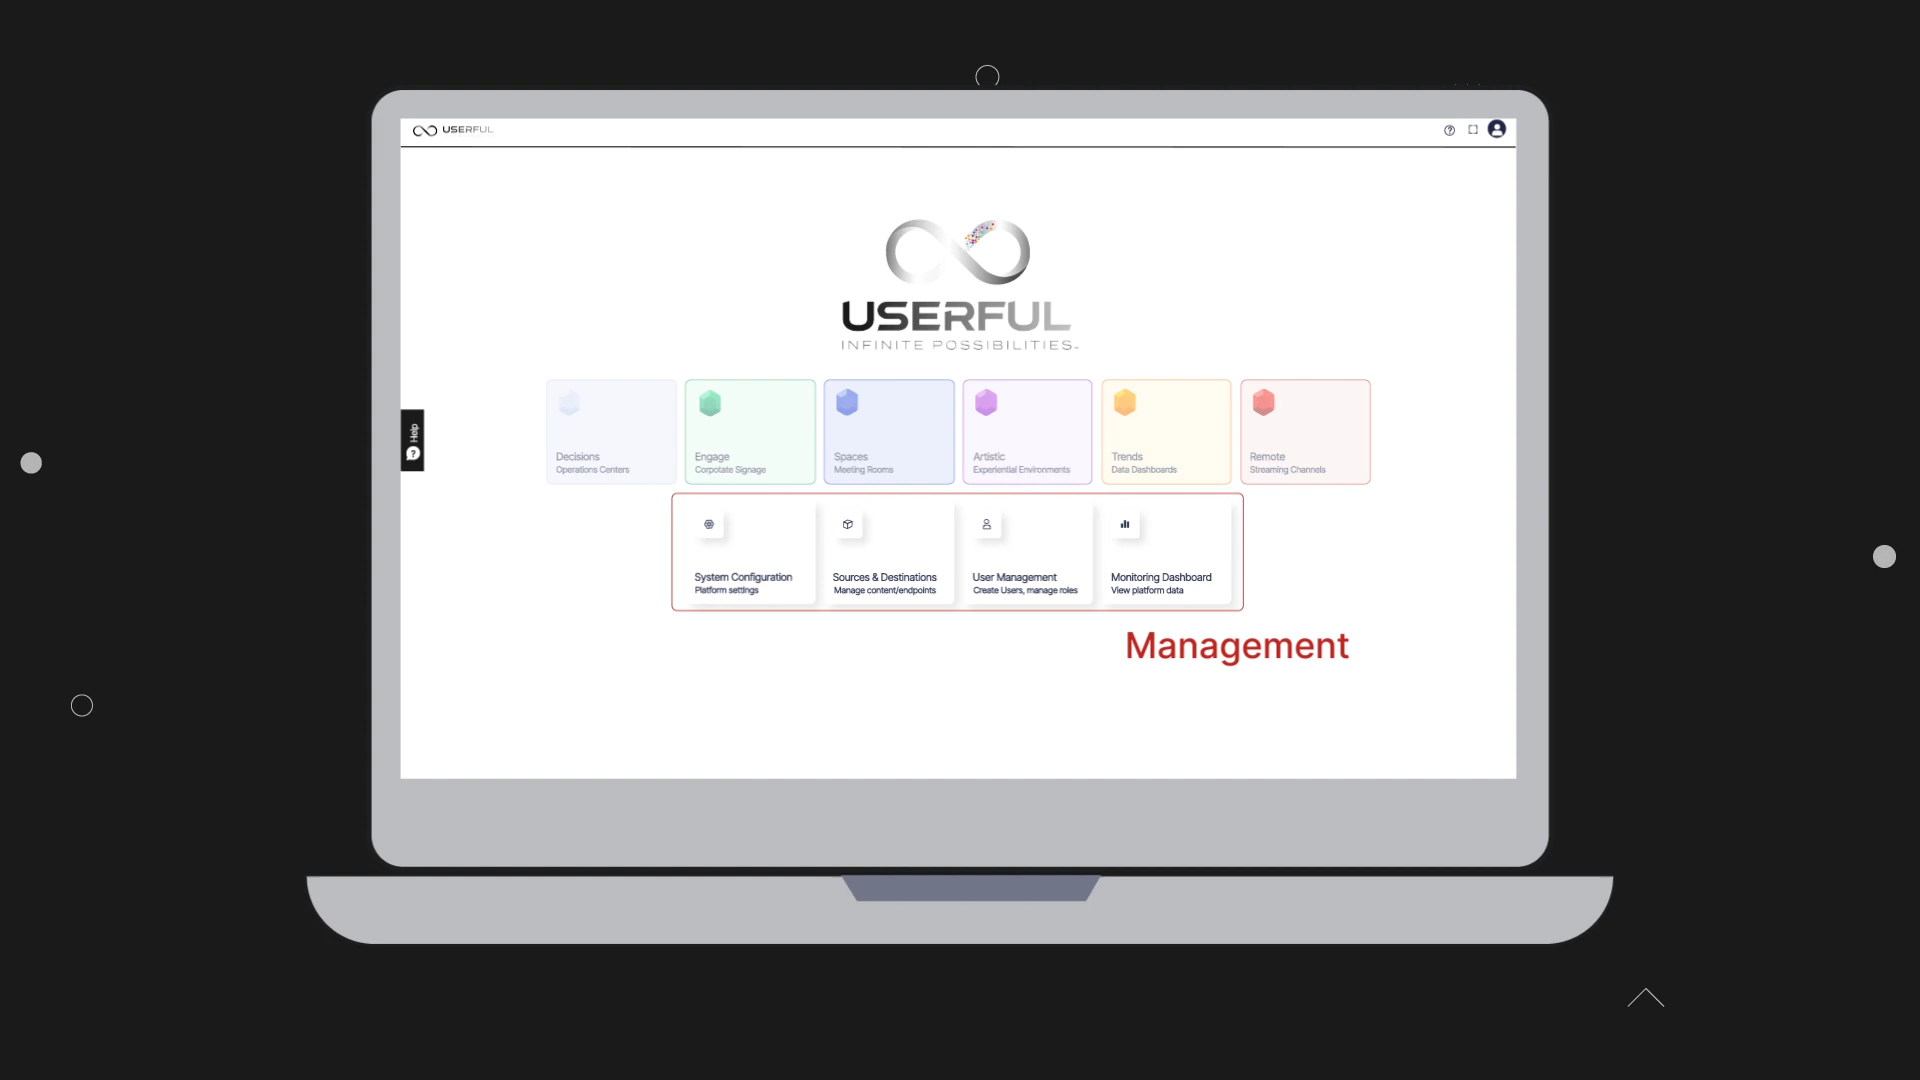 USERFUL
USERFUL
INFINITE POSSIBILITIES™
Help
Decisions
Operations Centers
Engage
Corpotate Signage
Spaces
Meeting Rooms
Artistic
Experiential Environments
Trends
Data Dashboards
Remote
Streaming Channels
System Configuration
Platform settings
Sources & Destinations
Manage content/endpoints
User Management
Create Users, manage roles
Monitoring Dashboard
View platform data
Management